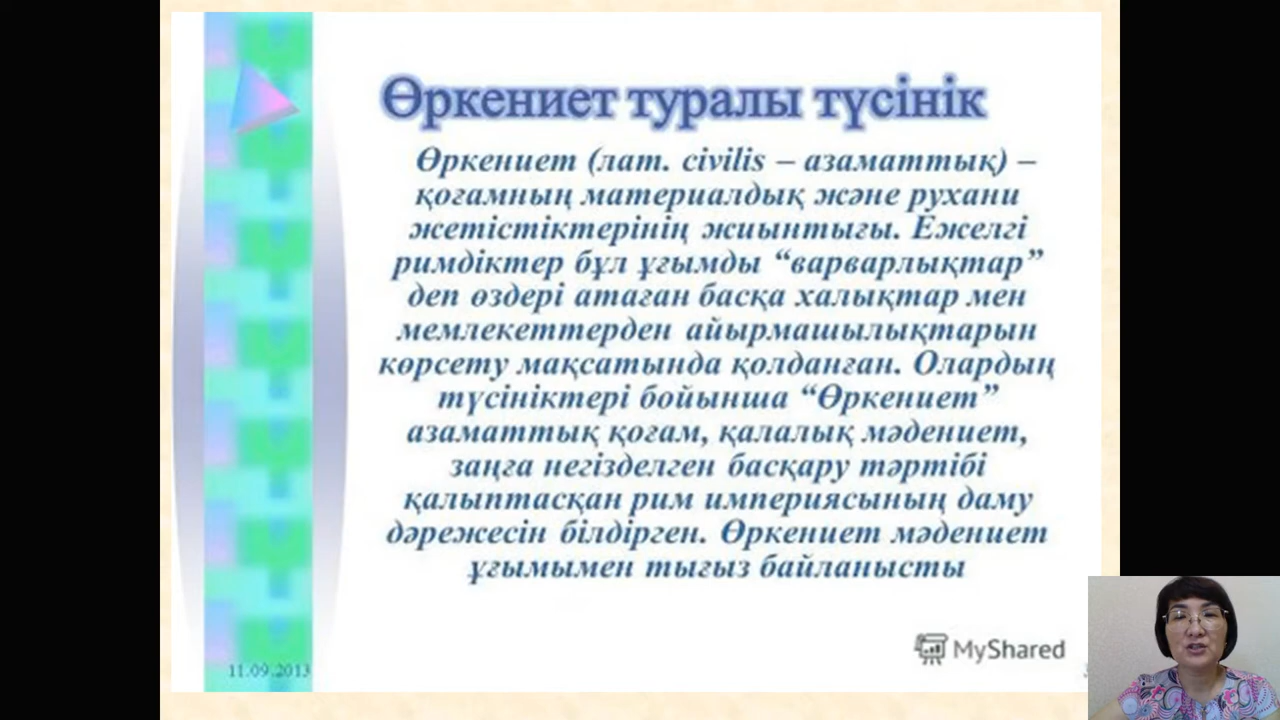 Өркениет туралы түсінік
Өркениет (лат. civilis – азаматтық) –
қоғамның материалдық және рухани
жетістіктерінің жиынтығы. Ежелгі
римдіктер бұл ұғымды “варварлықтар”
деп өздері атаған басқа халықтар мен
мемлекеттерден айырмашылықтарын
көрсету мақсатында қолданған. Олардың
түсініктері бойынша “Өркениет”
азаматтық қоғам, қалалық мәдениет,
заңға негізделген басқару тәртібі
қалыптасқан рим империясының даму
дәрежесін білдірген. Өркениет мәдениет
ұғымымен тығыз байланысты
MyShared
11.09.2013